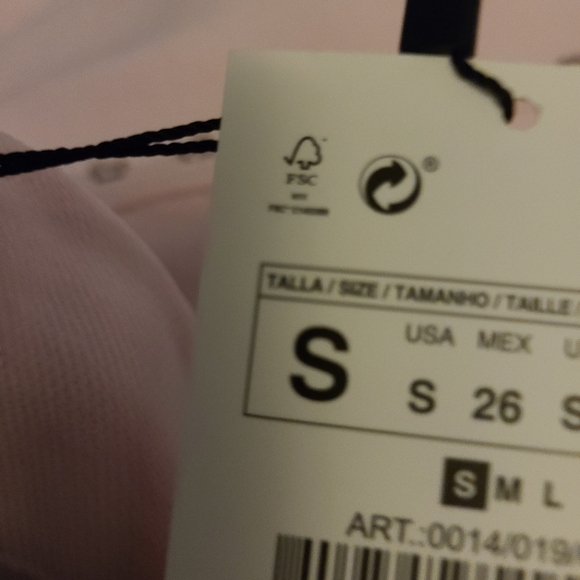 FSC
®
TALLA / SIZE / TAMANHO / TAILLE /
USA MEX U
S S 26 S
S M L
ART.:0014/019/